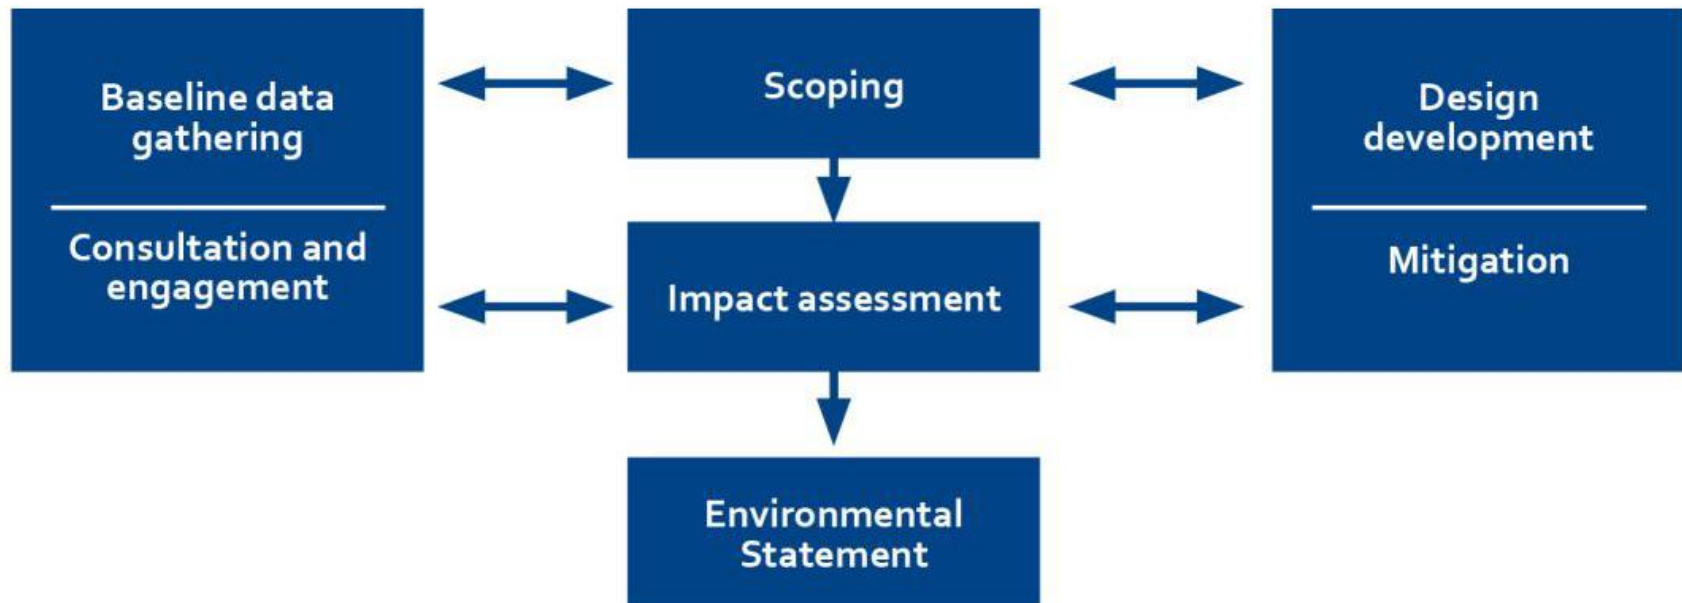 Baseline data
gathering
Consultation and
engagement
Scoping
Impact assessment
Environmental
Statement
Design
development
Mitigation